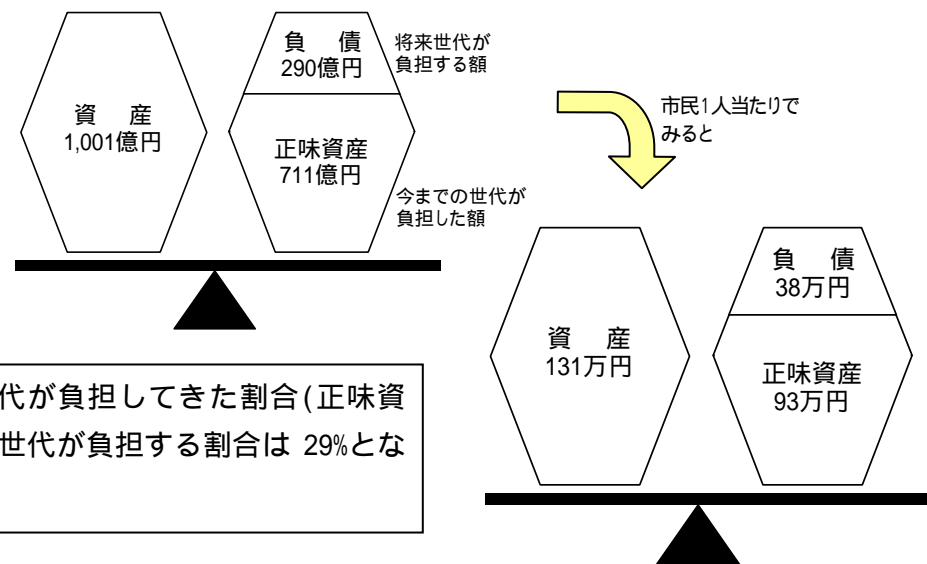 資　産
1,001億円
負　債
290億円
正味資産
711億円
将来世代が
負担する額
今までの世代が
負担した額
市民1人当たりで
みると
資　産
131万円
負　債
38万円
正味資産
93万円
代が負担してきた割合(正味資
世代が負担する割合は 29%とな